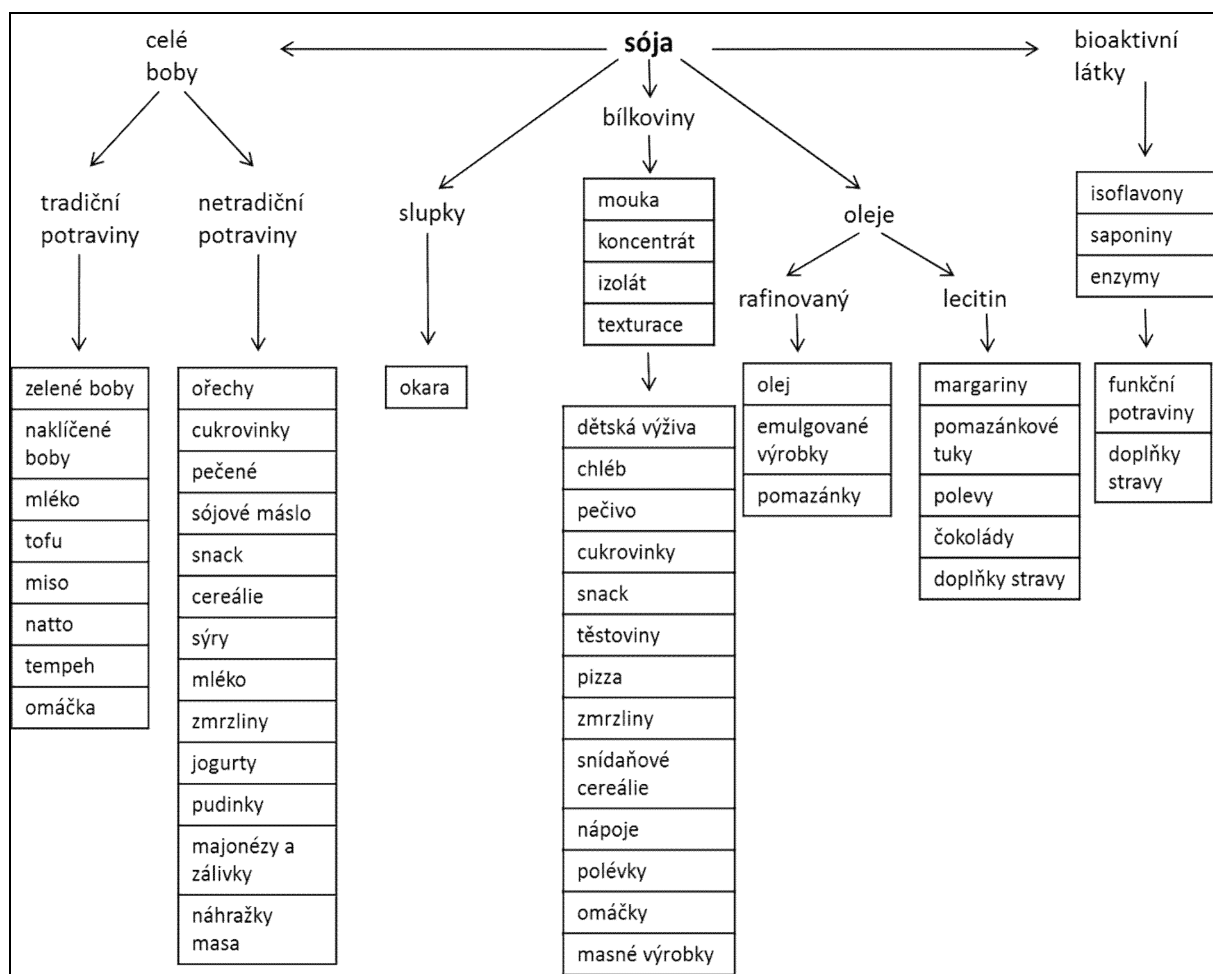 sója
celé
boby
bioaktivní
látky
tradiční
potraviny
netradiční
potraviny
slupky
bílkoviny
oleje
rafinovaný
lecitin
zelené boby
naklíčené
boby
mléko
tofu
miso
natto
tempeh
omáčka
ořechy
cukrovinky
pečené
sójové máslo
snack
cereálie
sýry
mléko
zmrzliny
jogurty
pudinky
majonézy a
zálivky
náhražky
masa
okara
mouka
koncentrát
izolát
texturace
dětská výživa
chléb
pečivo
cukrovinky
snack
těstoviny
pizza
zmrzliny
snídaňové
cereálie
nápoje
polévky
omáčky
masné výrobky
olej
emulgované
výrobky
pomazánky
margariny
pomazánkové
tuky
polevy
čokolády
doplňky stravy
isoflavony
saponiny
enzymy
funkční
potraviny
doplňky
stravy